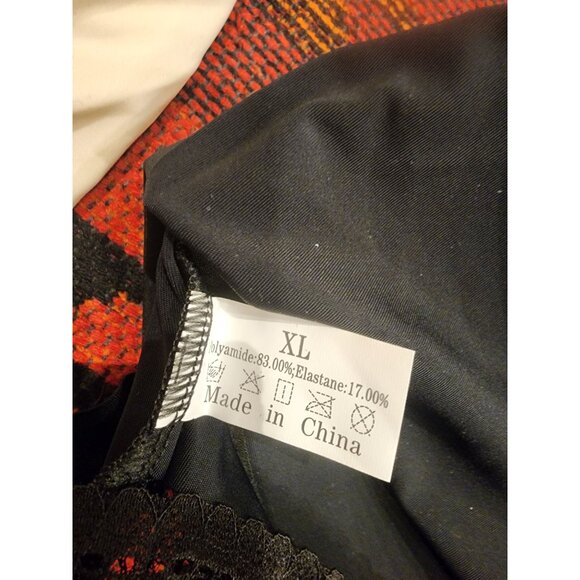 XL
olyamide:83.00%;Elastane:17.00%
Made in China